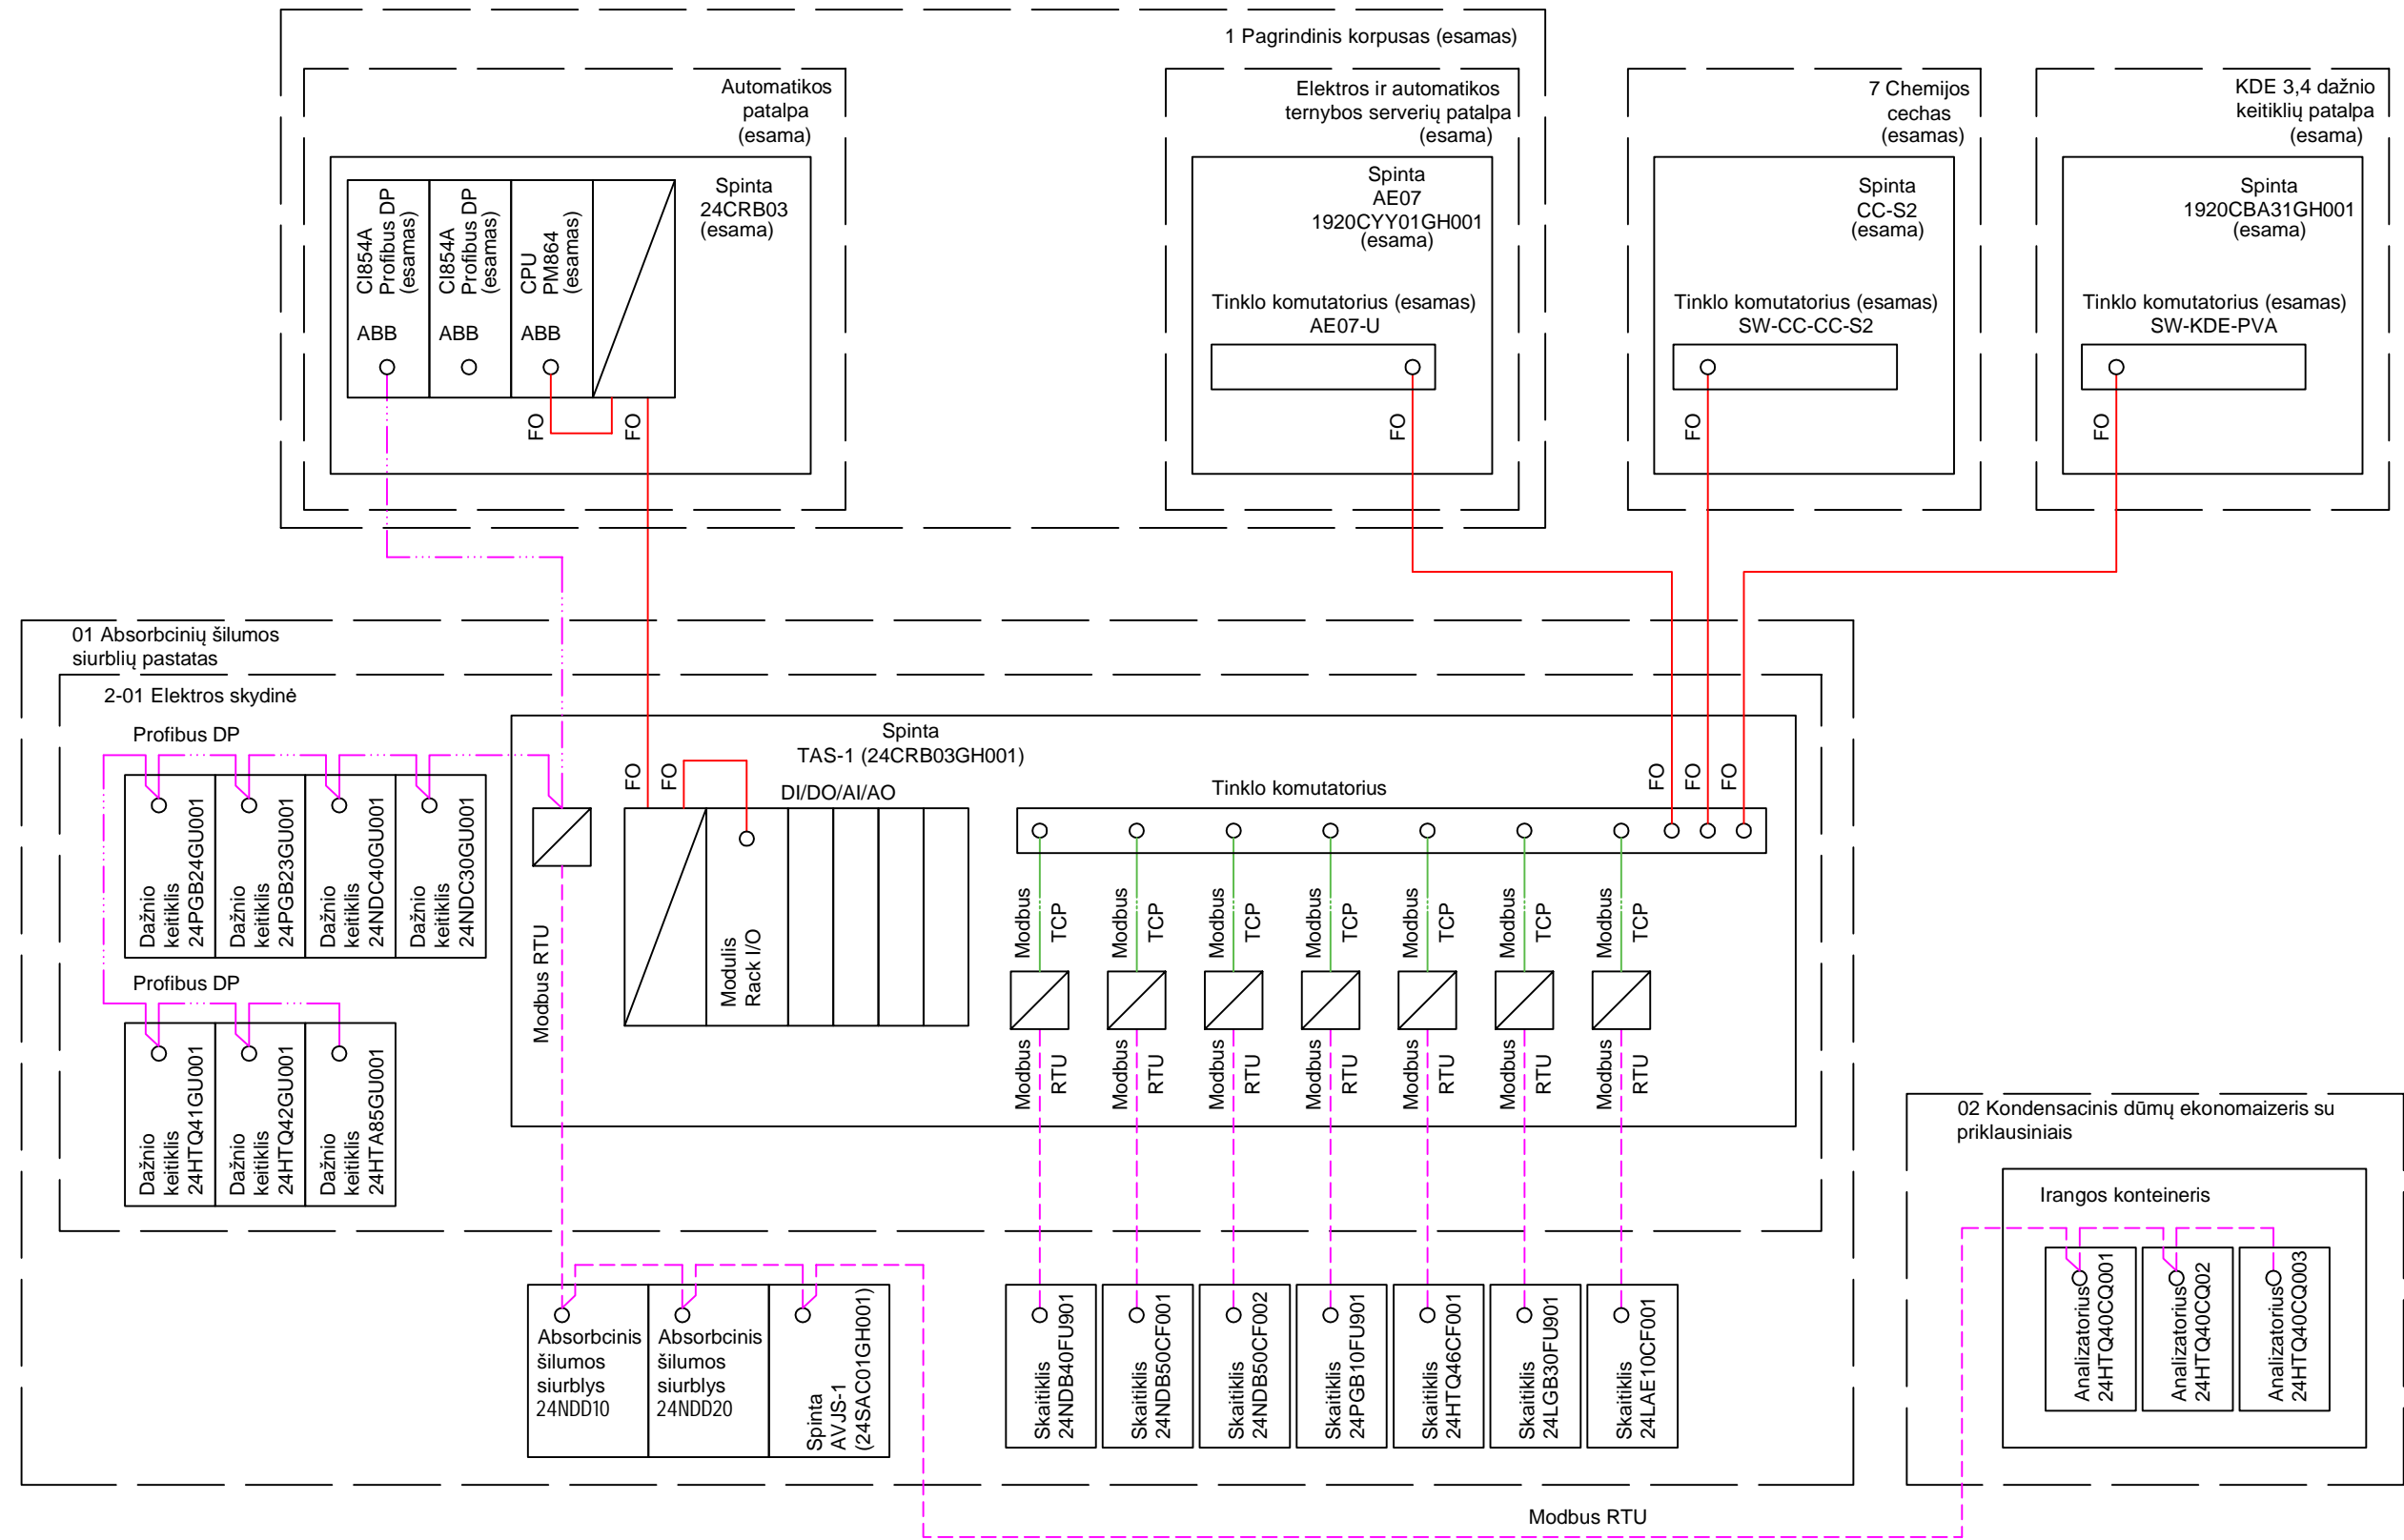 1 Pagrindinis korpusas (esamas)
Automatikos
patalpa
(esama)
Spinta
24CRB03
(esama)
CI854A
Profibus DP
(esamas)
ABB
CI854A
Profibus DP
(esamas)
ABB
CPU
PM864
(esamas)
ABB
FO
FO
Elektros ir automatikos
ternybos serverių patalpa
(esama)
Spinta
AE07
1920CYY01GH001
(esama)
Tinklo komutatorius (esamas)
AE07-U
FO
7 Chemijos
cechas
(esamas)
Spinta
CC-S2
(esama)
Tinklo komutatorius (esamas)
SW-CC-CC-S2
FO
KDE 3,4 dažnio
keitiklių patalpa
(esama)
Spinta
1920CBA31GH001
(esama)
Tinklo komutatorius (esamas)
SW-KDE-PVA
FO
01 Absorbcinių šilumos
siurblių pastatas
2-01 Elektros skydinė
Profibus DP
Dažnio
keitiklis
24PGB24GU001
Dažnio
keitiklis
24PGB23GU001
Dažnio
keitiklis
24NDC40GU001
Dažnio
keitiklis
24NDC30GU001
Profibus DP
Dažnio
keitiklis
24HTQ41GU001
Dažnio
keitiklis
24HTQ42GU001
Dažnio
keitiklis
24HTA85GU001
Spinta
TAS-1 (24CRB03GH001)
FO
FO
DI/DO/AI/AO
Modulis
Rack I/O
Modbus RTU
Tinklo komutatorius
FO
FO
FO
Modbus
TCP
Modbus
TCP
Modbus
TCP
Modbus
TCP
Modbus
TCP
Modbus
TCP
Modbus
TCP
Modbus
RTU
Modbus
RTU
Modbus
RTU
Modbus
RTU
Modbus
RTU
Modbus
RTU
Modbus
RTU
Absorbcinis
šilumos
siurblys
24NDD10
Absorbcinis
šilumos
siurblys
24NDD20
Spinta
AVJS-1
(24SAC01GH001)
Skaitiklis
24NDB40FU901
Skaitiklis
24NDB50CF001
Skaitiklis
24NDB50CF002
Skaitiklis
24PGB10FU901
Skaitiklis
24HTQ46CF001
Skaitiklis
24LGB30FU901
Skaitiklis
24LAE10CF001
02 Kondensacinis dūmų ekonomaizeris su
priklausiniais
Irangos konteineris
Analizatorius
24HTQ40CQ001
Analizatorius
24HTQ40CQ02
Analizatorius
24HTQ40CQ003
Modbus RTU